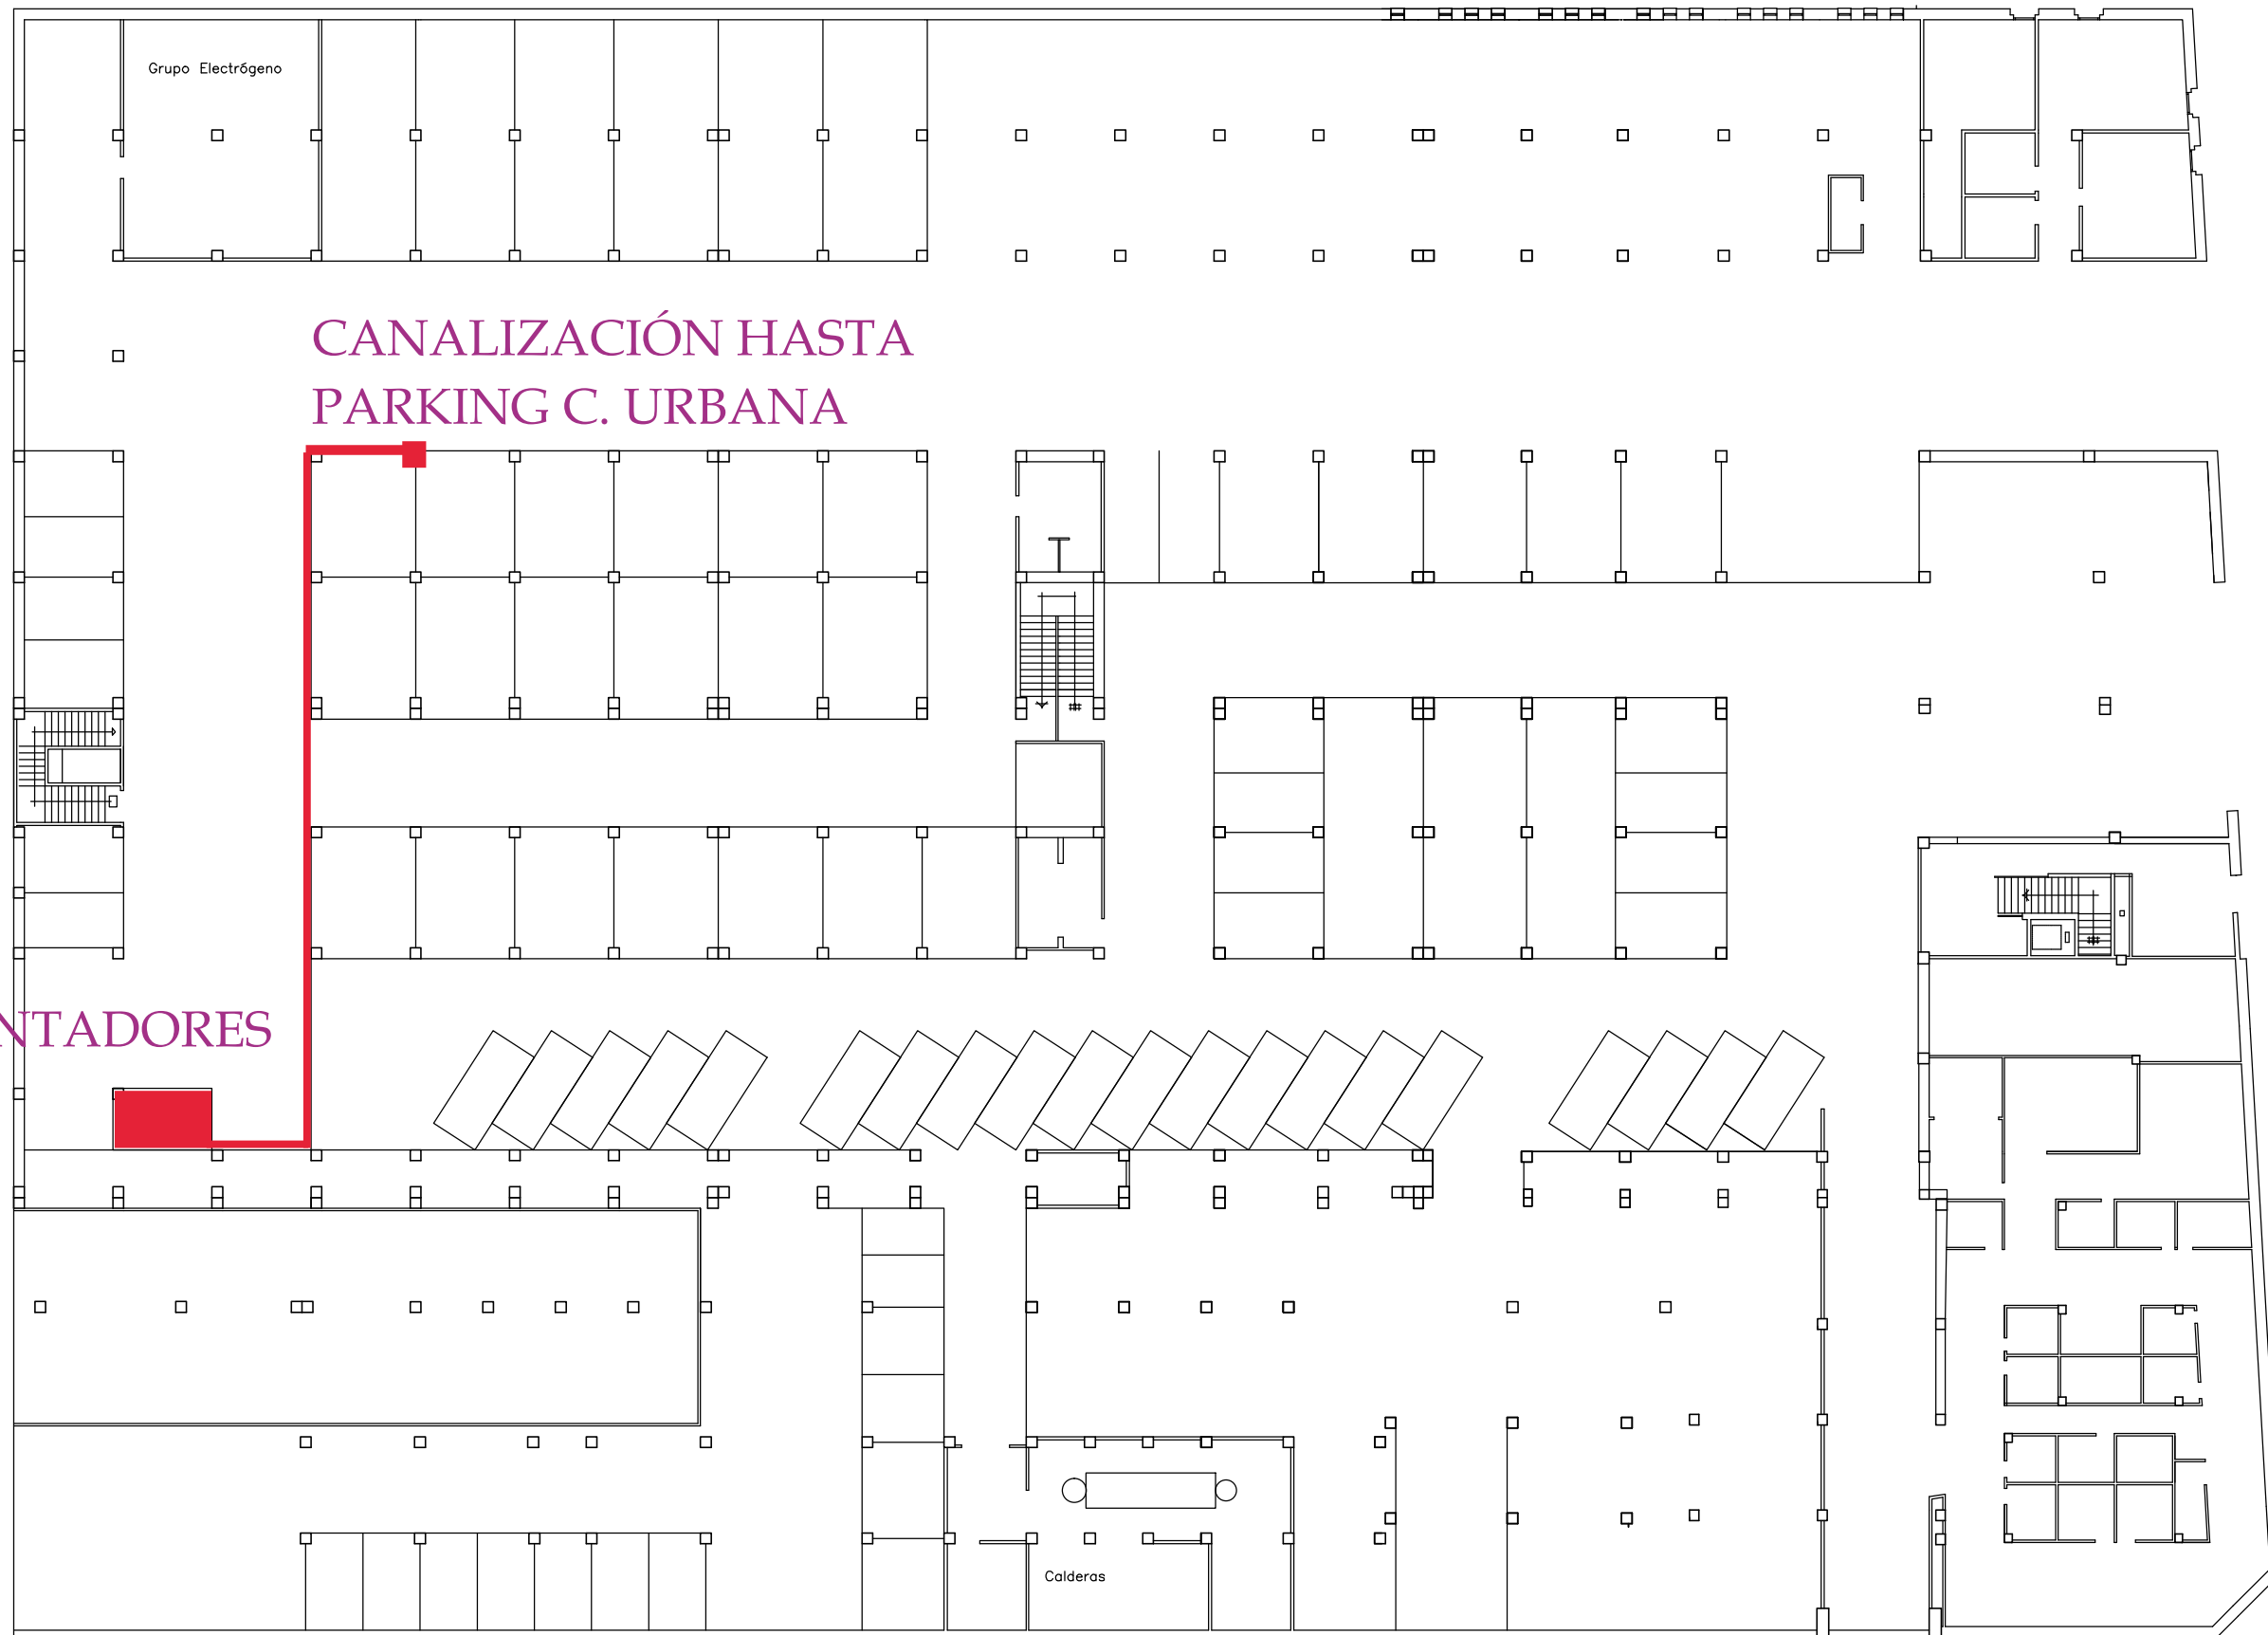 Grupo Electrógeno
CANALIZACIÓN HASTA
PARKING C. URBANA
NTADORES
Calderas